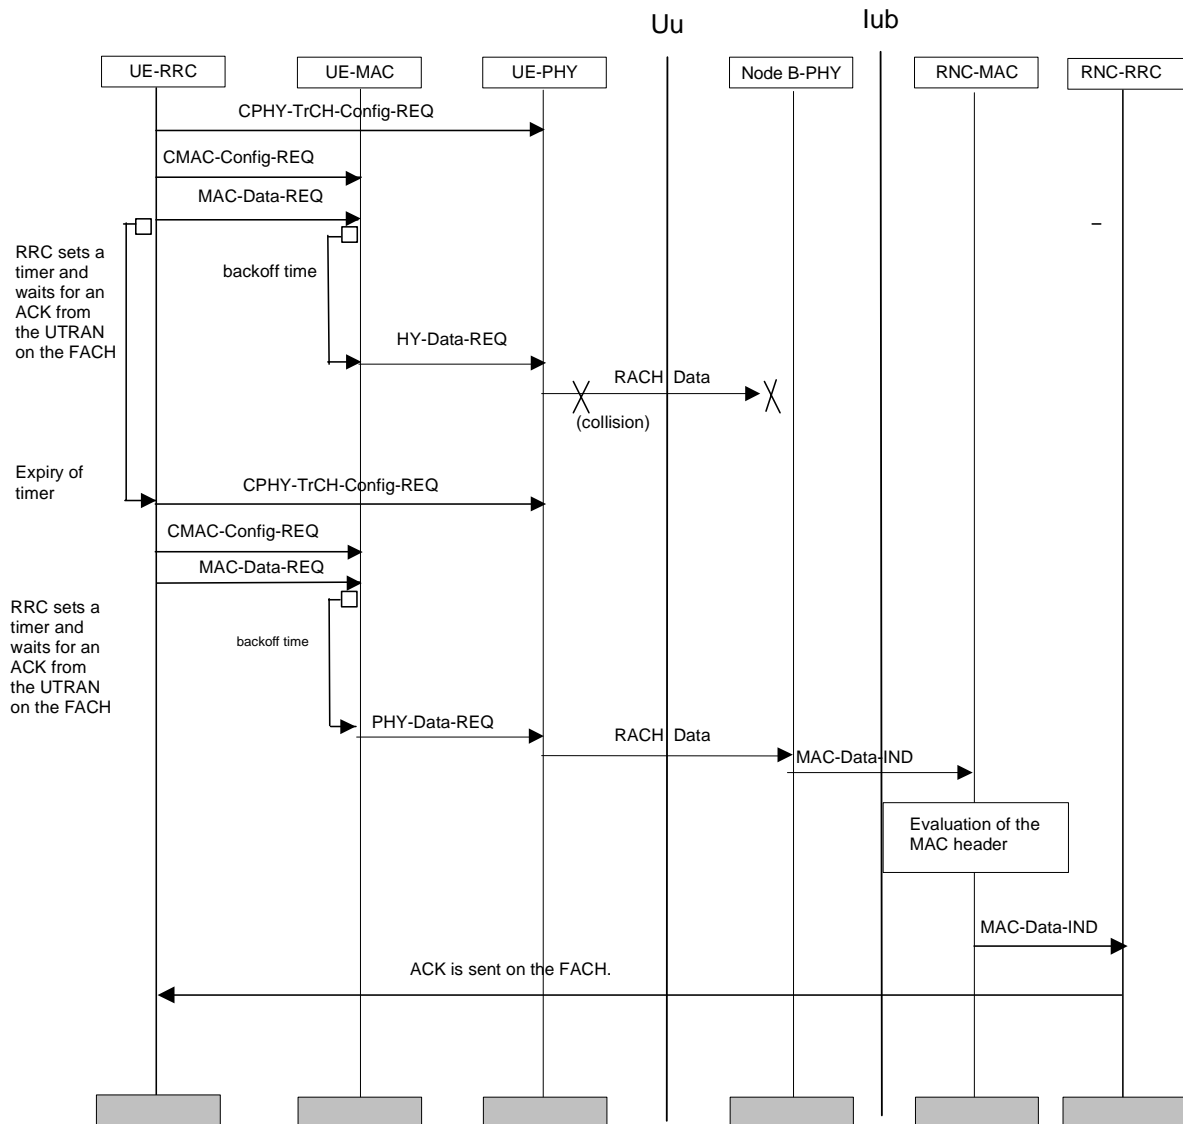 Uu
Iub
UE-RRC
UE-MAC
UE-PHY
Node B-PHY
RNC-MAC
RNC-RRC
CPHY-TrCH-Config-REQ
CMAC-Config-REQ
MAC-Data-REQ
RRC sets a
timer and
waits for an
ACK from
the UTRAN
on the FACH
backoff time
HY-Data-REQ
RACH Data
(collision)
Expiry of
timer
CPHY-TrCH-Config-REQ
CMAC-Config-REQ
MAC-Data-REQ
RRC sets a
timer and
waits for an
ACK from
the UTRAN
on the FACH
backoff time
PHY-Data-REQ
RACH Data
MAC-Data-IND
Evaluation of the
MAC header
MAC-Data-IND
ACK is sent on the FACH.